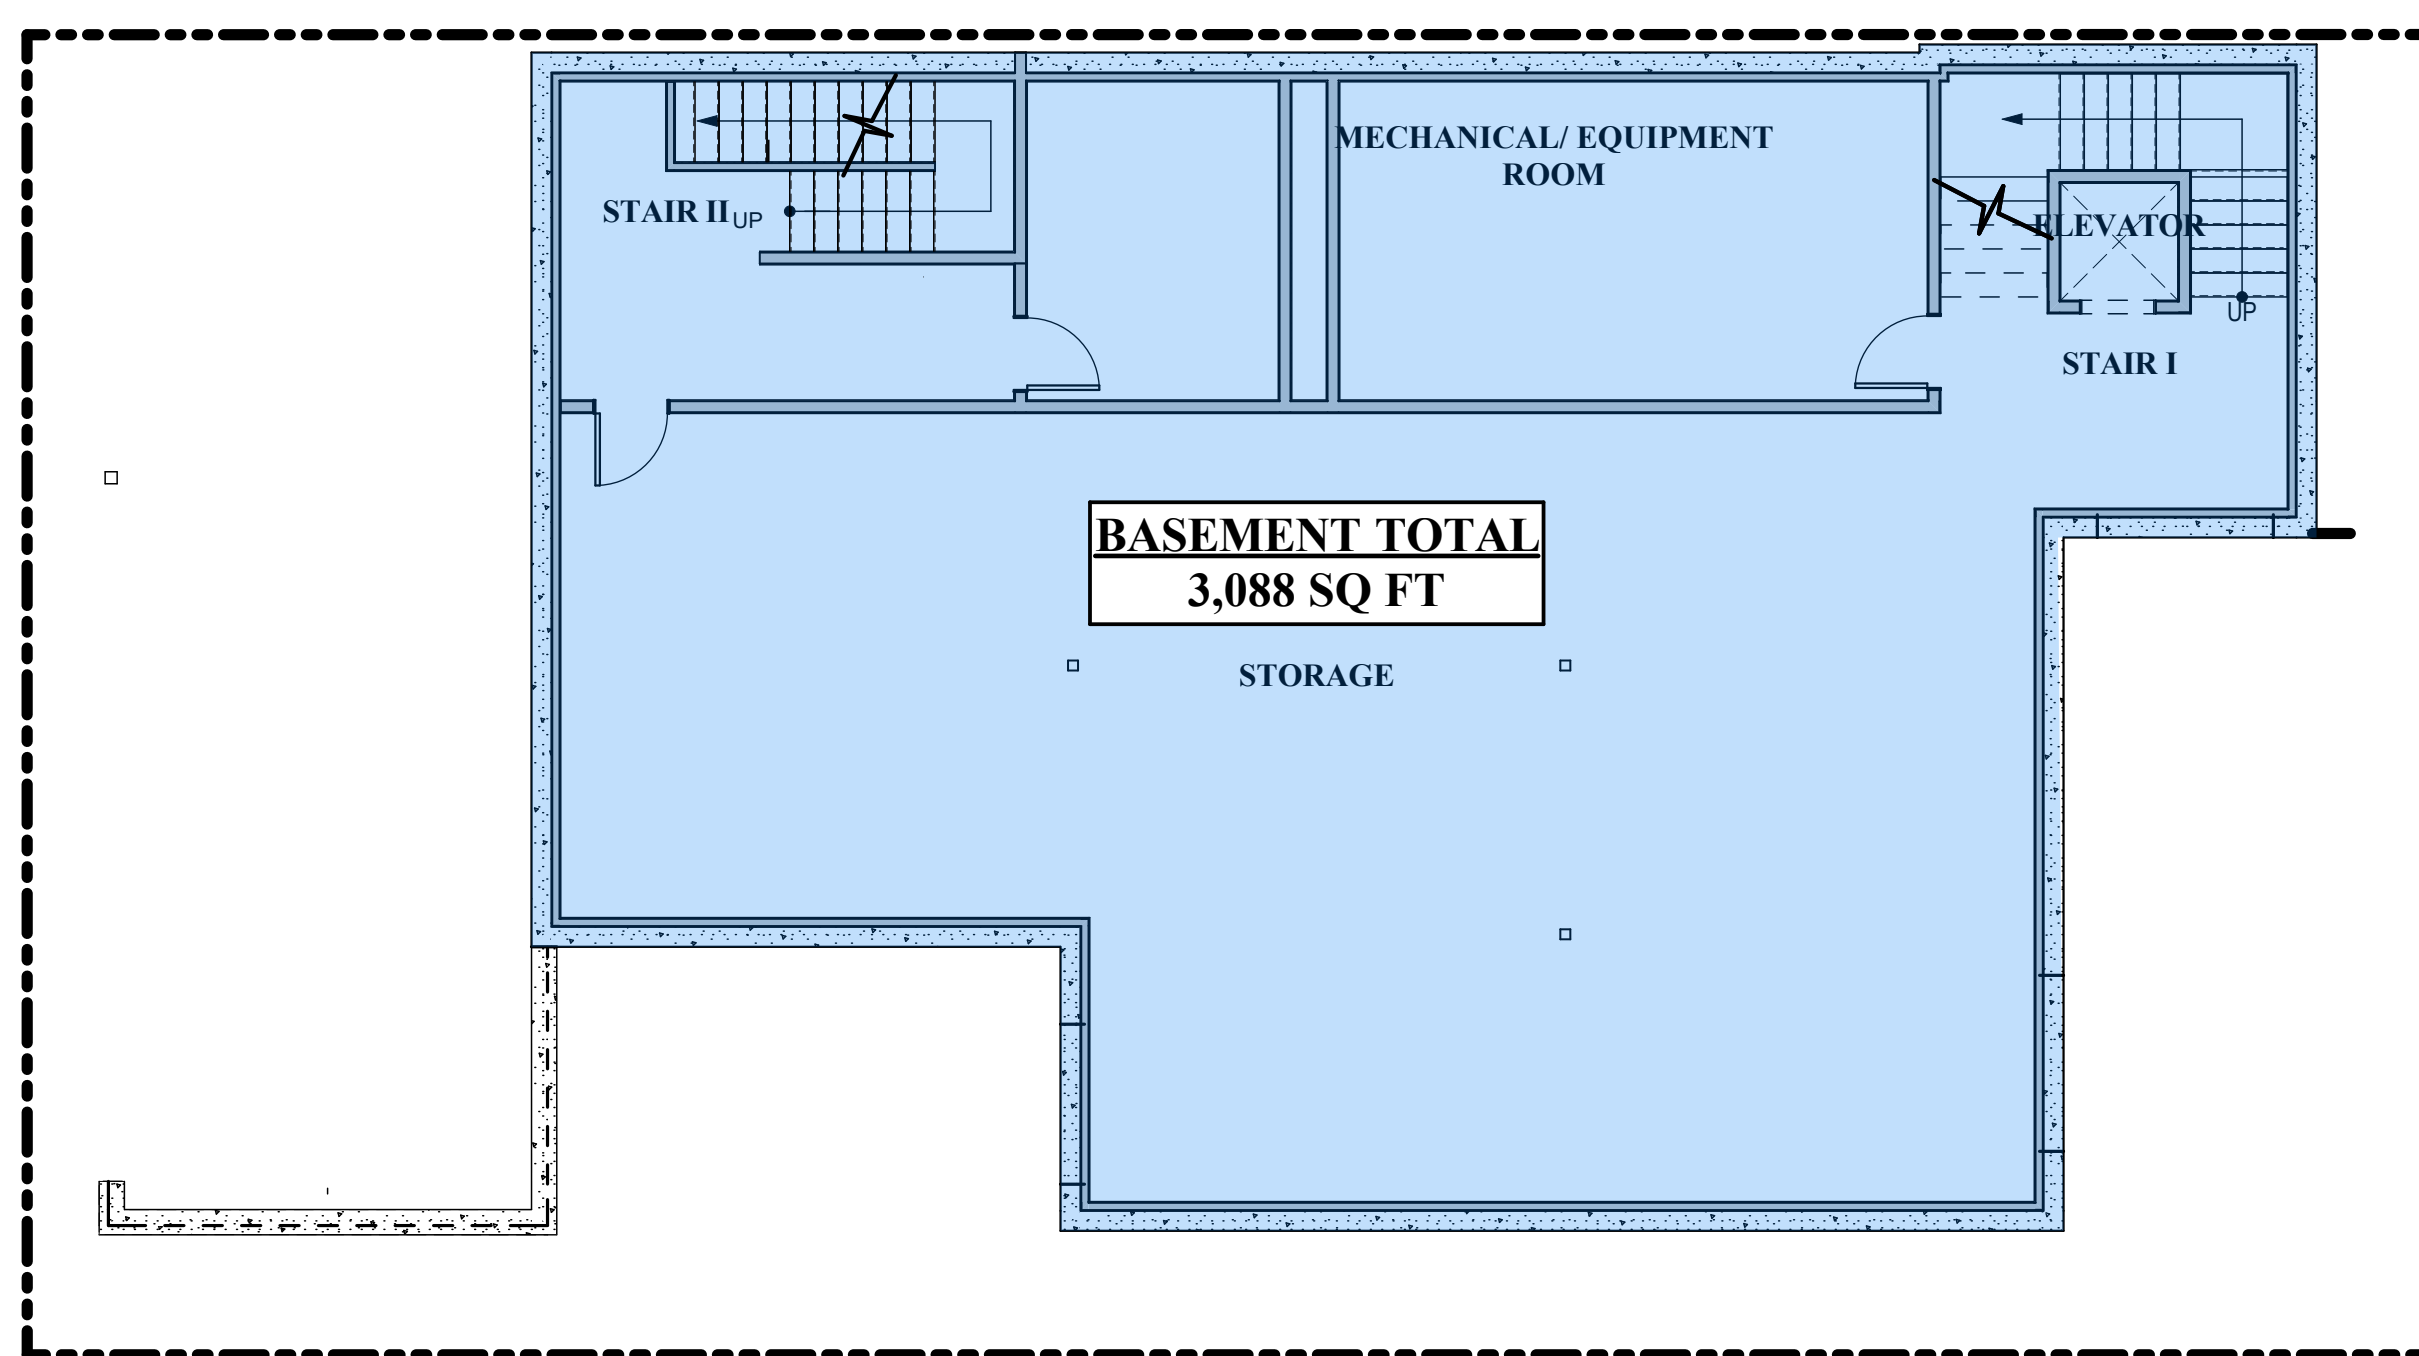 MECHANICAL/ EQUIPMENT
ROOM
STAIR II
UP
ELEVATOR
UP
STAIR I
BASEMENT TOTAL
3,088 SQ FT
STORAGE